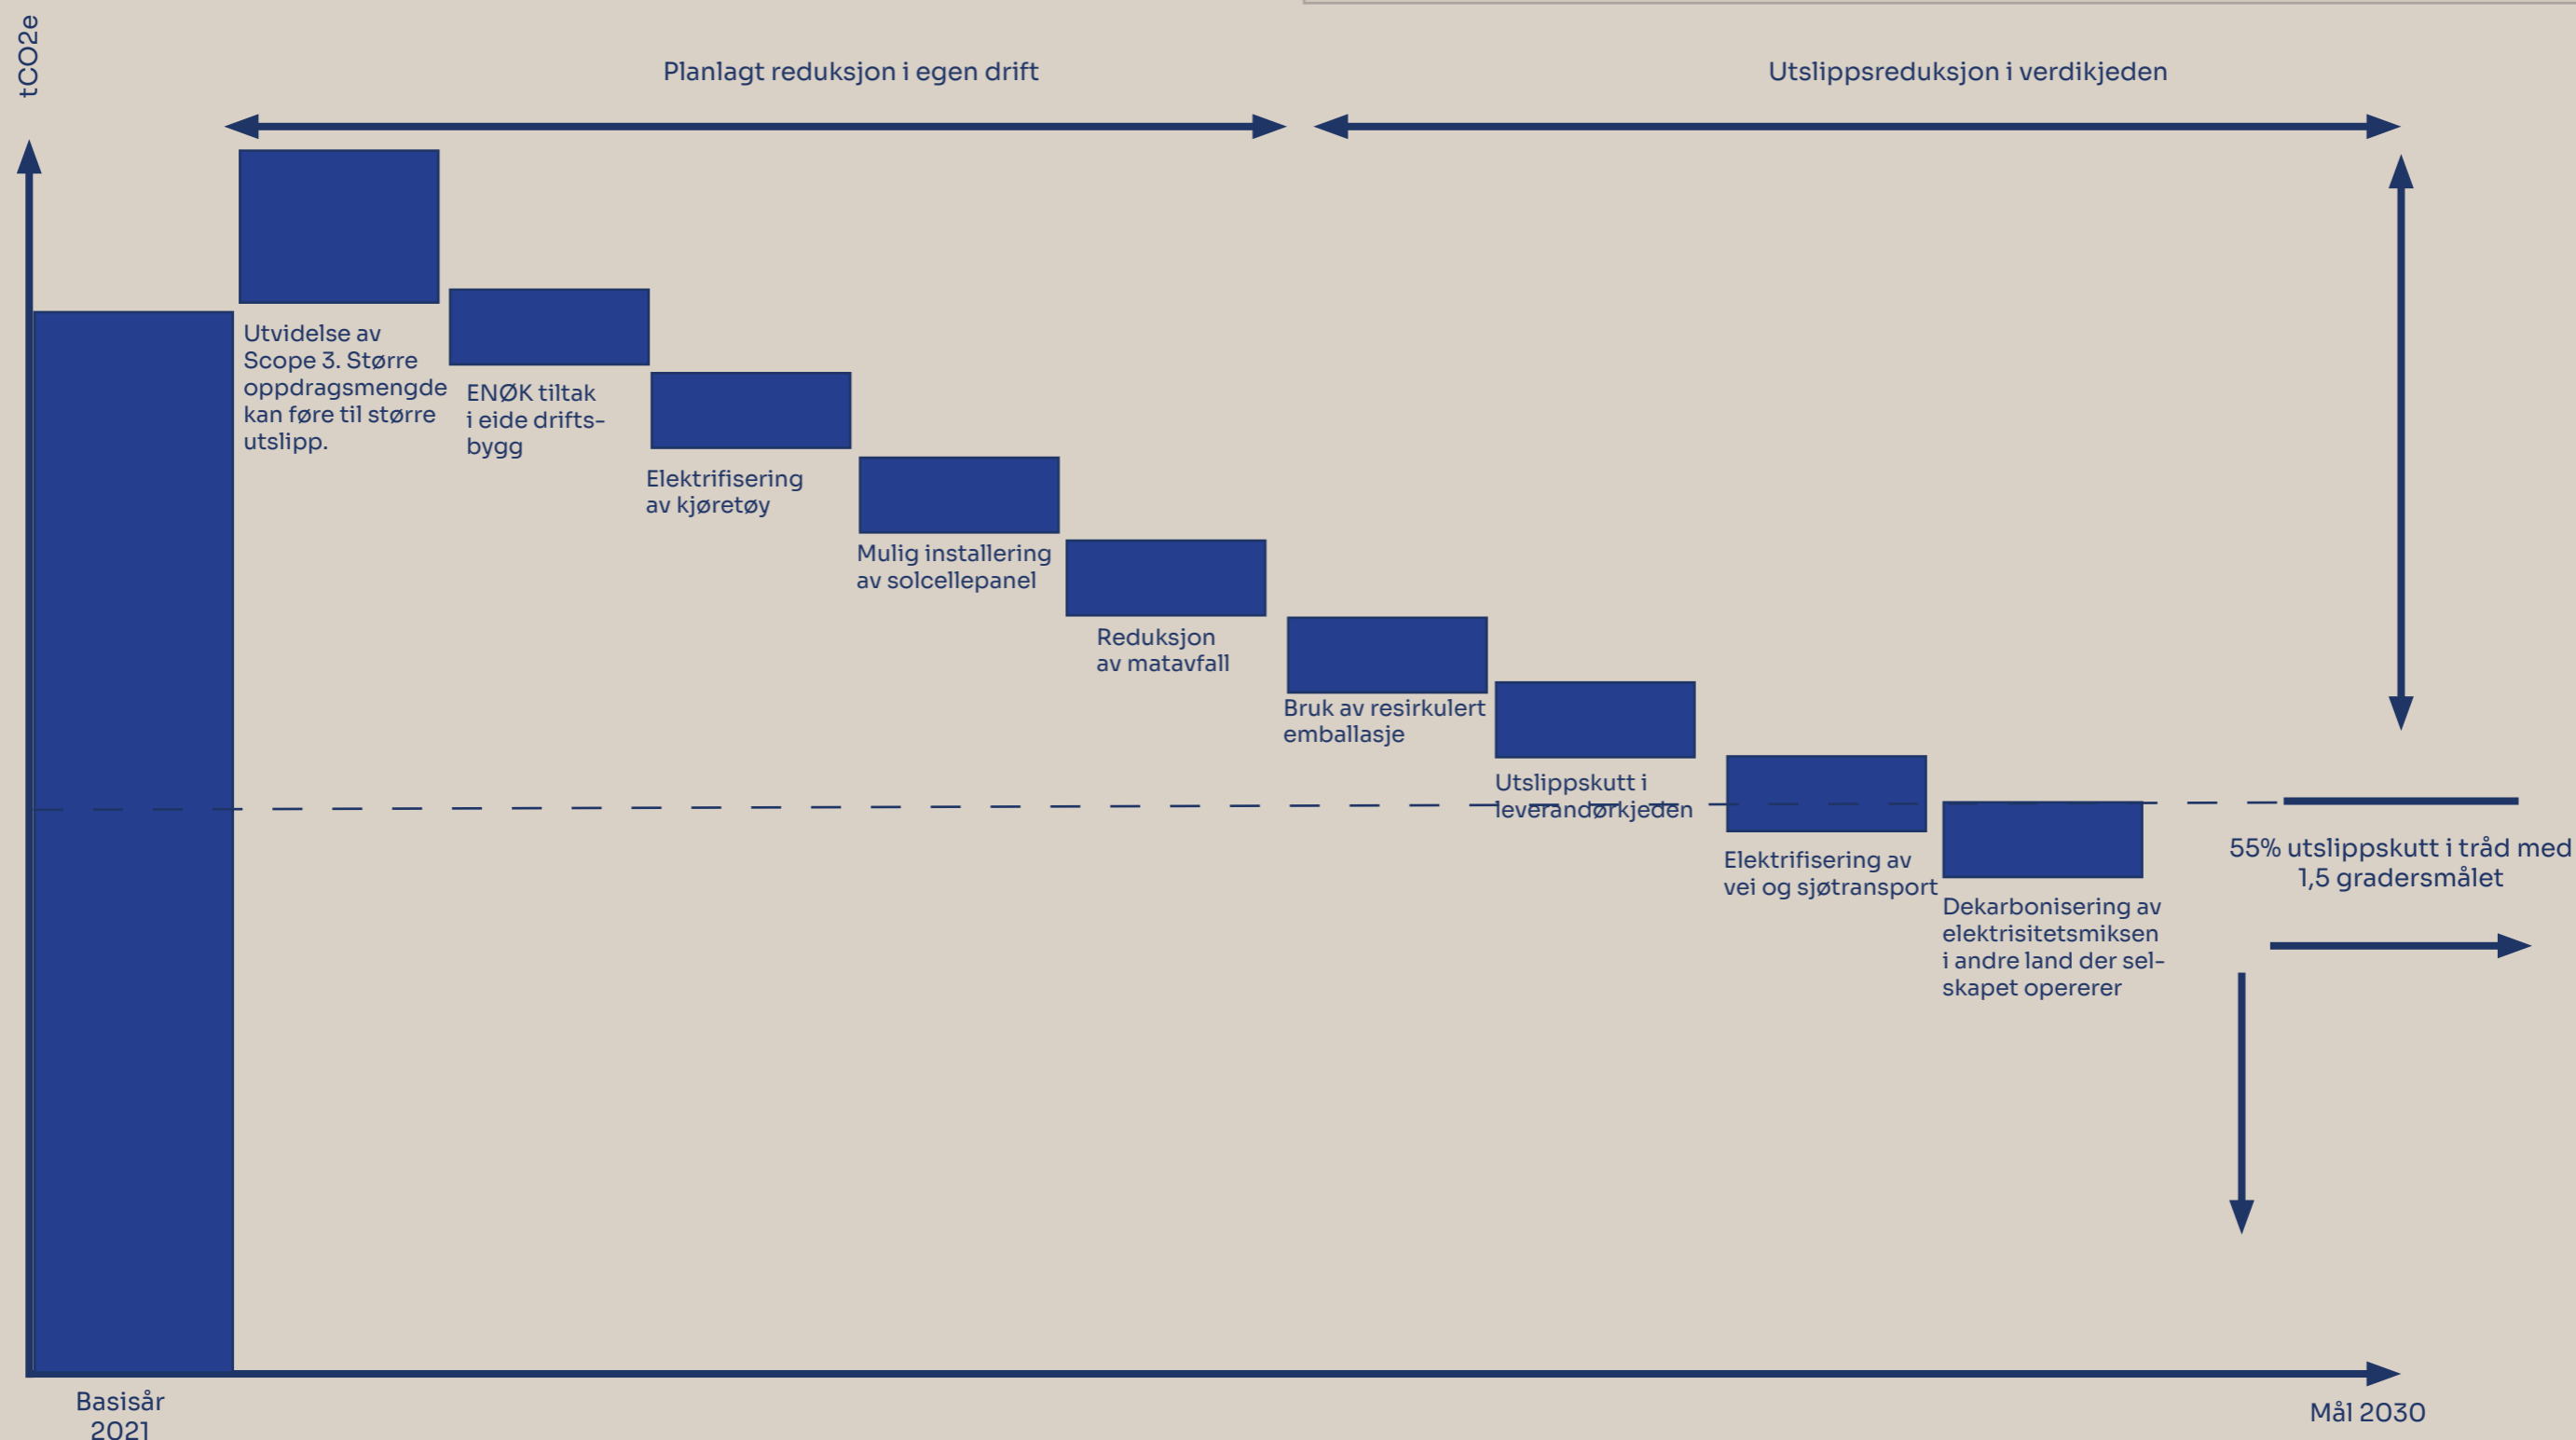 tCO2e
Planlagt reduksjon i egen drift
Utslippsreduksjon i verdikjeden
Utvidelse av
Scope 3. Større
oppdragsmengde
kan føre til større
utslipp.
ENØK tiltak
i eide drifts-
bygg
Elektrifisering
av kjøretøy
Mulig installering
av solcellepanel
Reduksjon
av matavfall
Bruk av resirkulert
emballasje
Utslippskutt i
leverandørkjeden
Elektrifisering av
vei og sjøtransport
Dekarbonisering av
elektrisitetsmiksen
i andre land der sel-
skapet opererer
55% utslippskutt i tråd med
1,5 gradersmålet
Basisår
2021
Mål 2030